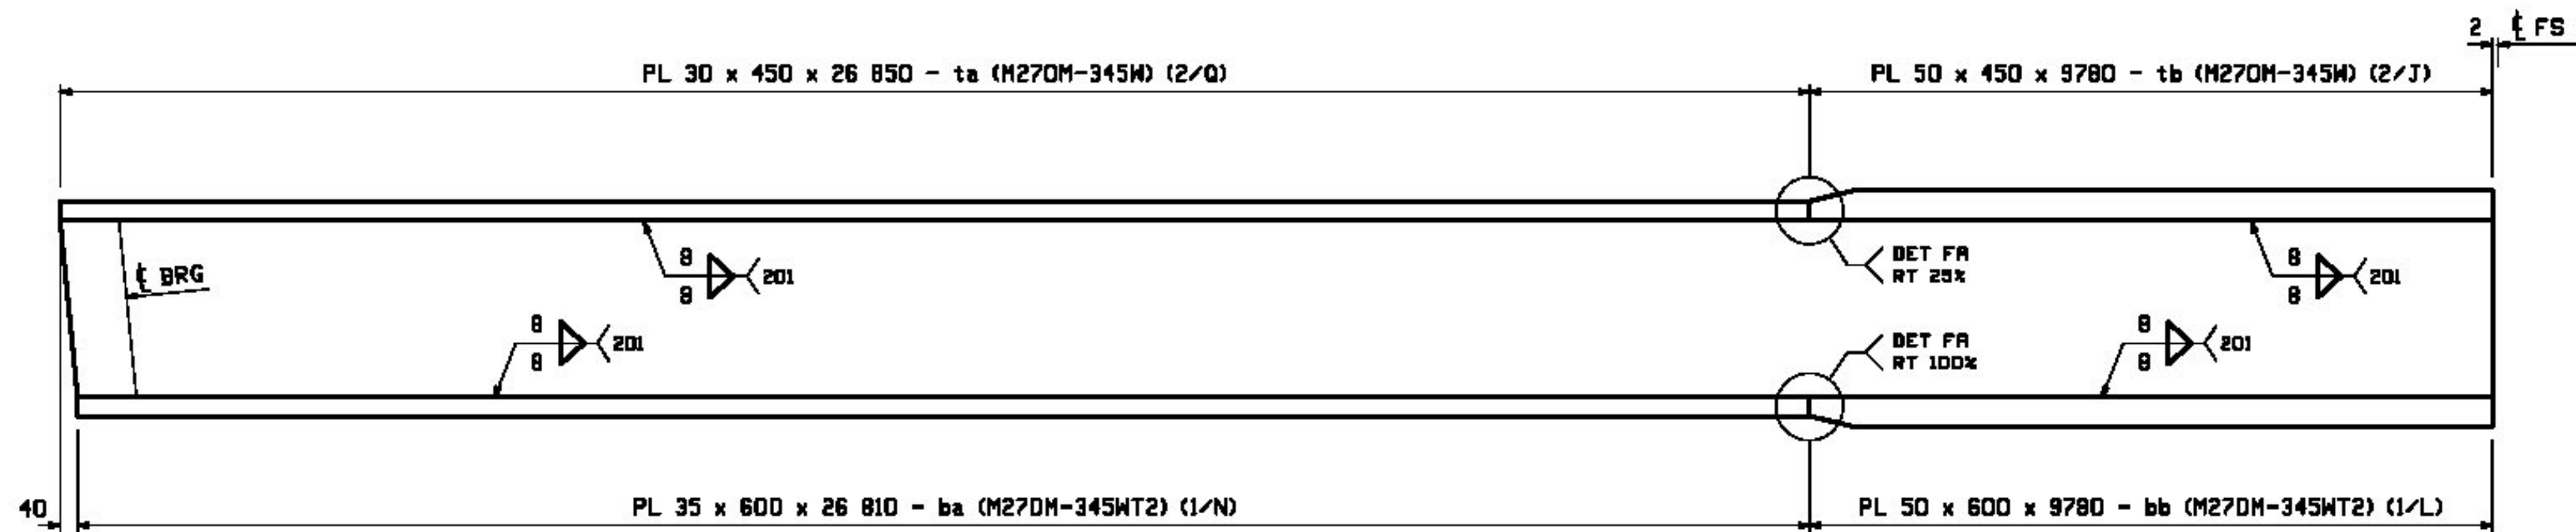 2 ℄ FS
PL 30 x 450 x 26 850 - ta (M270M-345W) (2/Q)
PL 50 x 450 x 9780 - tb (M270M-345W) (2/J)
℄ BRG
8
8
201
8
8
201
DET FA
RT 25%
DET FA
RT 100%
8
8
201
8
8
201
40
PL 35 x 600 x 26 810 - ba (M270M-345WT2) (1/N)
PL 50 x 600 x 9780 - bb (M270M-345WT2) (1/L)